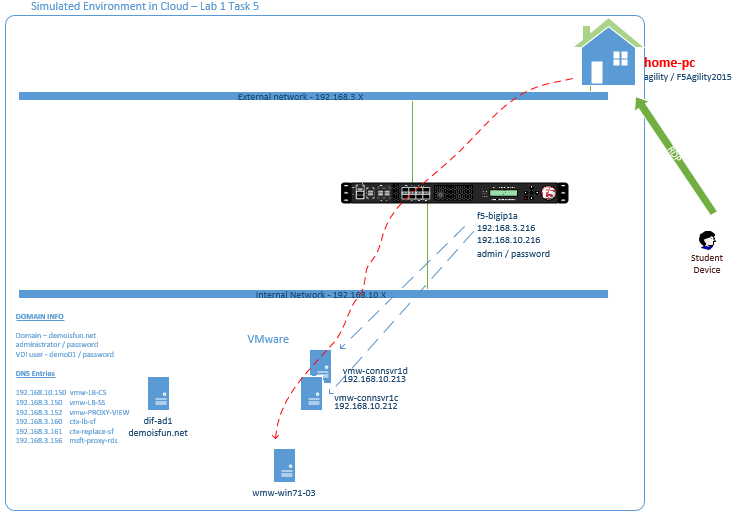 Simulated Environment in Cloud – Lab 1 Task 5
home-pc
agility / F5Agility2015
External network - 192.168.3.X
RDP
f5
f5-bigip1a
192.168.3.216
192.168.10.216
admin / password
Student
Device
Internal Network - 192.168.10.X
DOMAIN INFO
Domain – demoisfun.net
administrator / password
VDI user - demo01 / password
DNS Entries
192.168.10.150 vmw-LB-CS
192.168.3.150 vmw-LB-SS
192.168.3.152 vmw-PROXY-VIEW
192.168.3.160 ctx-lb-sf
192.168.3.161 ctx-replace-sf
192.168.3.156 msft-proxy-rds
VMware
vmw-connsvr1d
192.168.10.213
vmw-connsvr1c
192.168.10.212
dif-ad1
demoisfun.net
wmw-win71-03